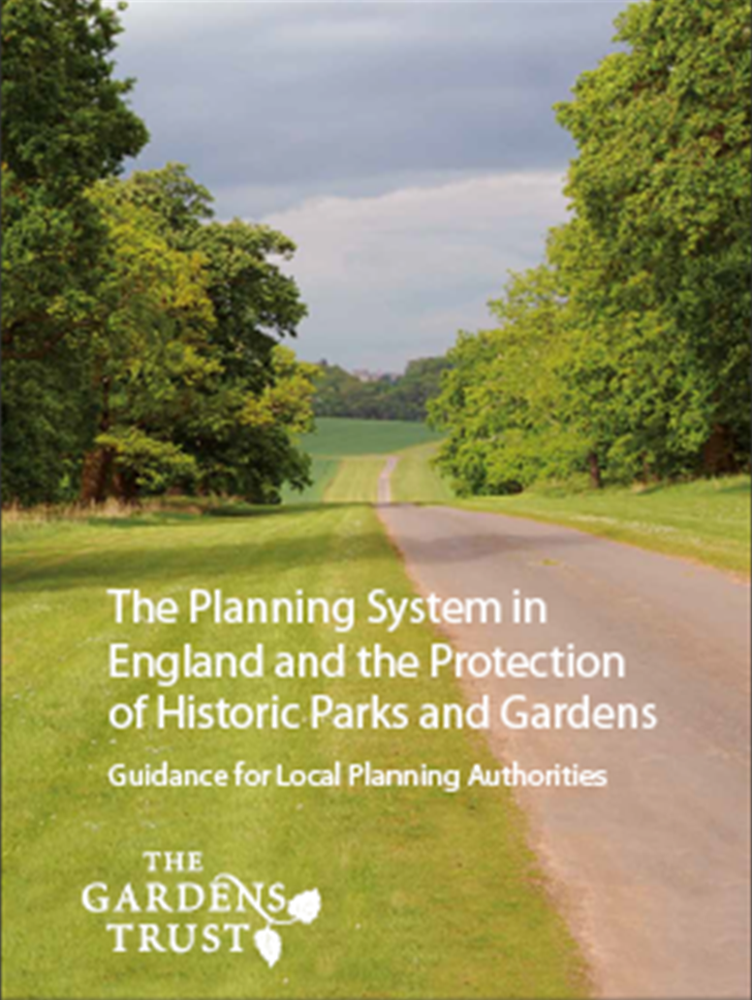 The Planning System in
England and the Protection
of Historic Parks and Gardens
Guidance for Local Planning Authorities
THE
GARDENS
TRUST